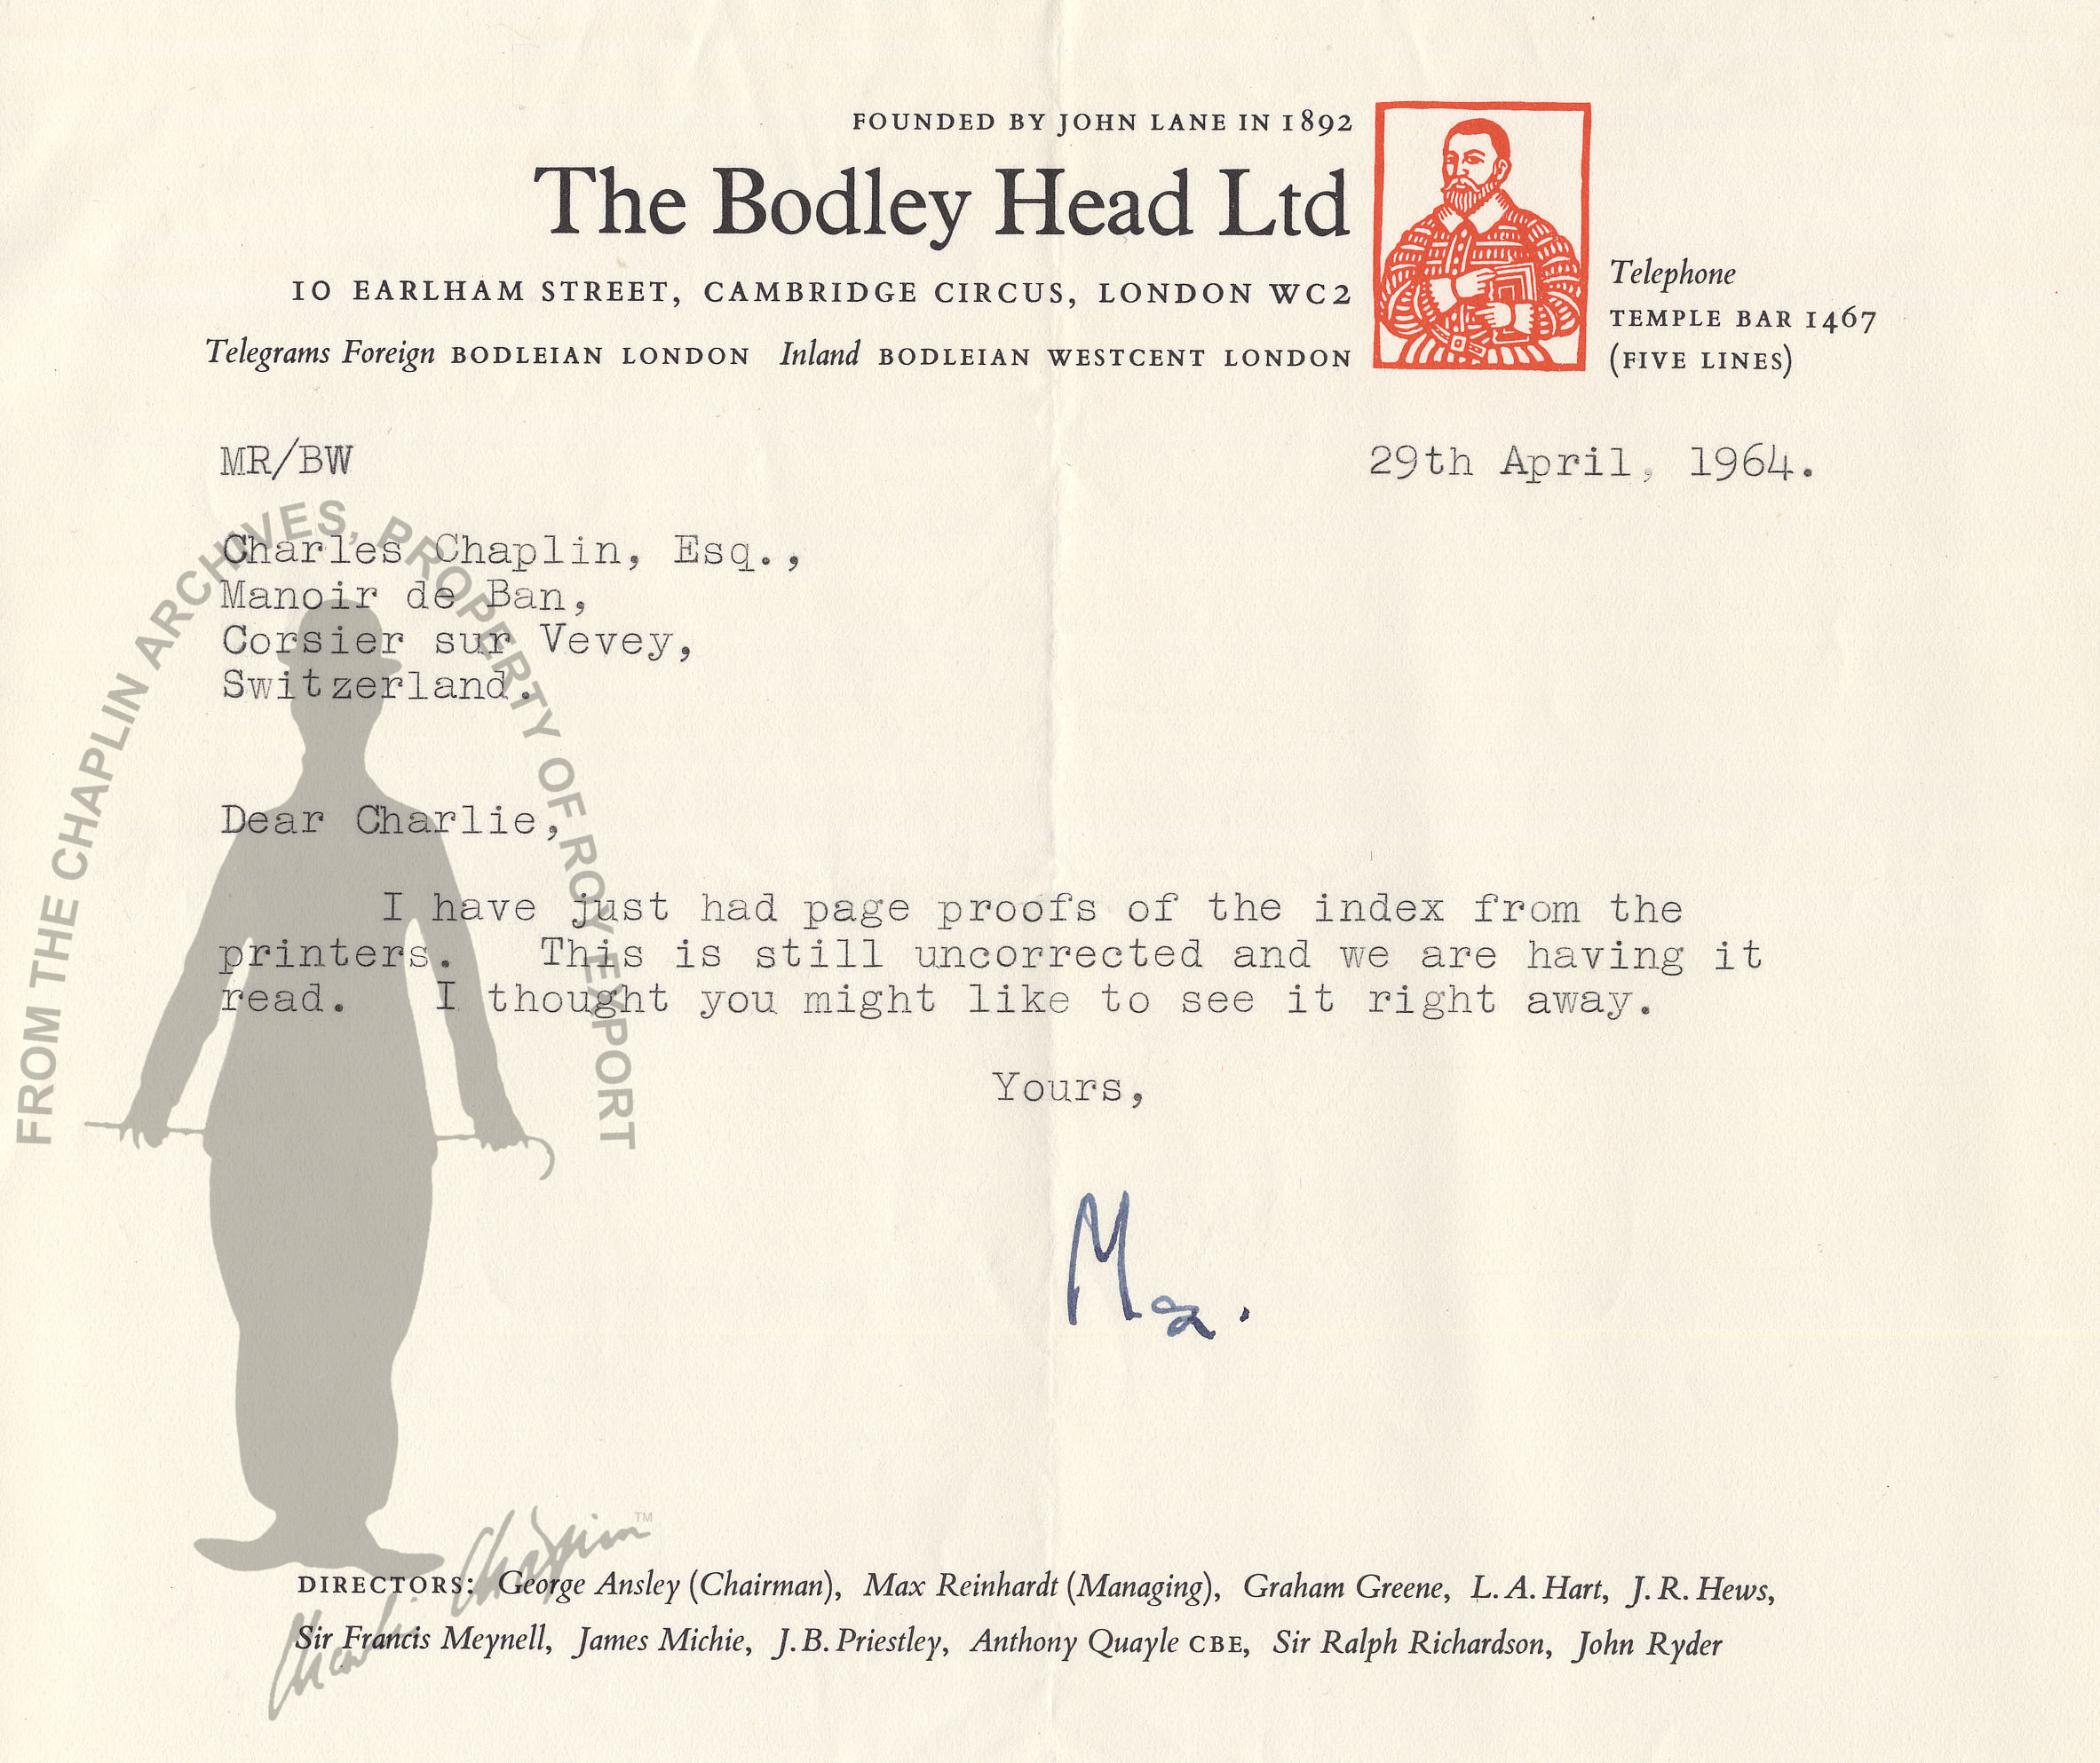 FOUNDED BY JOHN LANE IN 1892
The Bodley Head Ltd
10 EARLHAM STREET, CAMBRIDGE CIRCUS, LONDON WC2
Telegrams Foreign BODLEIAN LONDON Inland BODLEIAN WESTCENT LONDON
Telephone
TEMPLE BAR 1467
(FIVE LINES)
MR/BW
29th April, 1964.
Charles Chaplin, Esq.,
Manoir de Ban,
Corsier sur Vevey,
Switzerland.
Dear Charlie,
I have just had page proofs of the index from the
printers. This is still uncorrected and we are having it
read. I thought you might like to see it right away.
Yours,
Max.
DIRECTORS: George Ansley (Chairman), Max Reinhardt (Managing), Graham Greene, L. A. Hart, J. R. Hews,
Sir Francis Meynell, James Michie, J. B. Priestley, Anthony Quayle CBE, Sir Ralph Richardson, John Ryder
FROM THE CHAPLIN ARCHIVES, PROPERTY OF ROY EXPORT
Charlie Chaplin™